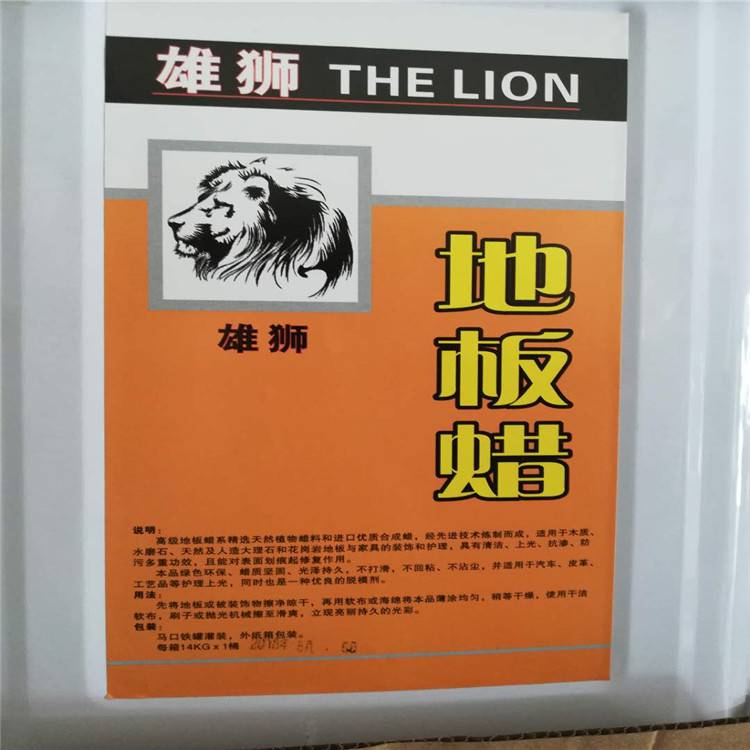 雄狮 THE LION
雄狮
地板蜡
说明:
高级地板蜡系精选天然植物蜡料和进口优质合成蜡,经先进技术炼制而成,适用于木质、
水磨石、天然及人造大理石和花岗岩地板与家具的装饰和护理,具有清洁、上光、抗渗、防
污多重功效,且能对表面划痕起修复作用。
本品绿色环保、蜡质坚固、光泽持久,不打滑,不回粘、不沾尘,并适用于汽车、皮革、
工艺品等护理上光,同时也是一种优良的脱模剂。
用法:
先将地板或被装饰物擦净晾干,再用软布或海绵将本品薄涂均匀,稍等干燥,使用干洁
软布,刷子或抛光机械擦至滑爽,立现亮丽持久的光彩。
包装:
马口铁罐灌装,外纸箱包装。
每箱14KG x 1桶